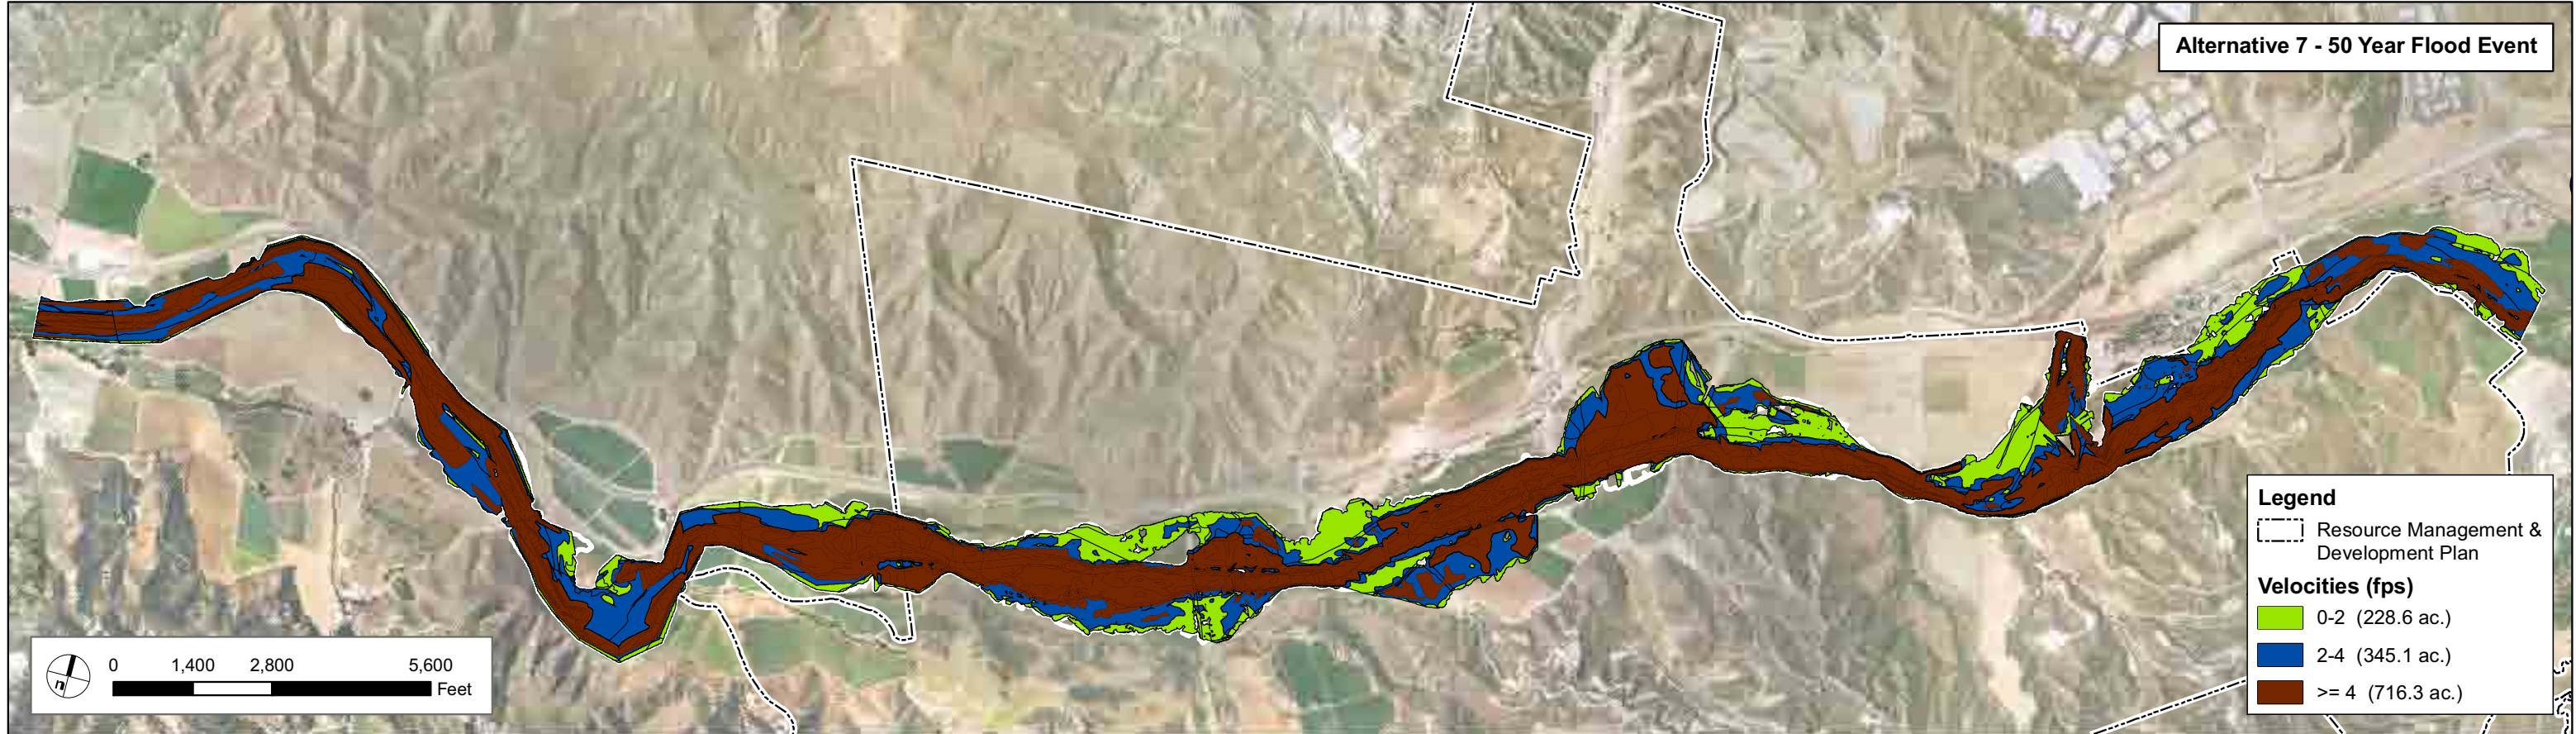 Alternative 7 - 50 Year Flood Event
Legend
Resource Management &
Development Plan
Velocities (fps)
0-2 (228.6 ac.)
2-4 (345.1 ac.)
>= 4 (716.3 ac.)
n
0 1,400 2,800 5,600
Feet